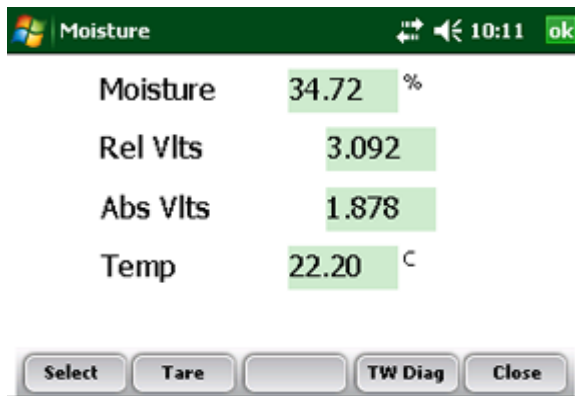 Moisture 10:11 ok
Moisture 34.72 %
Rel Vlts 3.092
Abs Vlts 1.878
Temp 22.20 C
Select Tare TW Diag Close